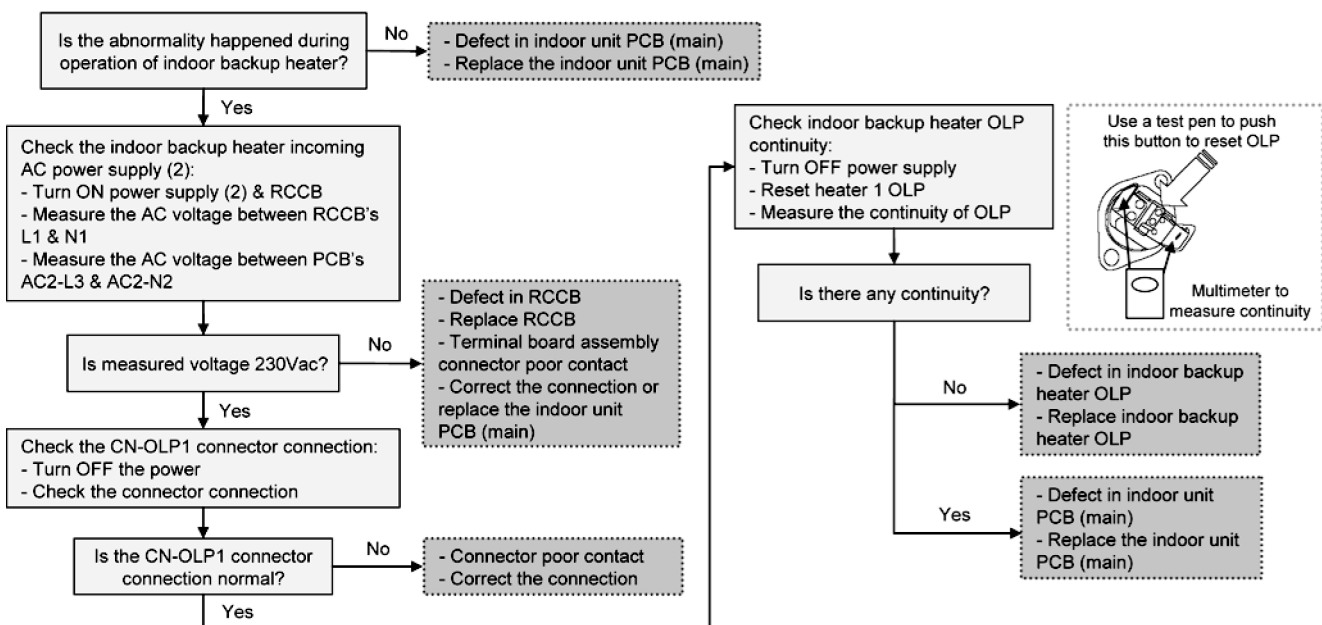 Is the abnormality happened during
operation of indoor backup heater?
No
- Defect in indoor unit PCB (main)
- Replace the indoor unit PCB (main)
Yes
Check the indoor backup heater incoming
AC power supply (2):
- Turn ON power supply (2) & RCCB
- Measure the AC voltage between RCCB's
L1 & N1
- Measure the AC voltage between PCB's
AC2-L3 & AC2-N2
Is measured voltage 230Vac?
No
- Defect in RCCB
- Replace RCCB
- Terminal board assembly
connector poor contact
- Correct the connection or
replace the indoor unit
PCB (main)
Yes
Check the CN-OLP1 connector connection:
- Turn OFF the power
- Check the connector connection
Is the CN-OLP1 connector
connection normal?
No
- Connector poor contact
- Correct the connection
Yes
Check indoor backup heater OLP
continuity:
- Turn OFF power supply
- Reset heater 1 OLP
- Measure the continuity of OLP
Use a test pen to push
this button to reset OLP
Multimeter to
measure continuity
Is there any continuity?
No
- Defect in indoor backup
heater OLP
- Replace indoor backup
heater OLP
Yes
- Defect in indoor unit
PCB (main)
- Replace the indoor unit
PCB (main)